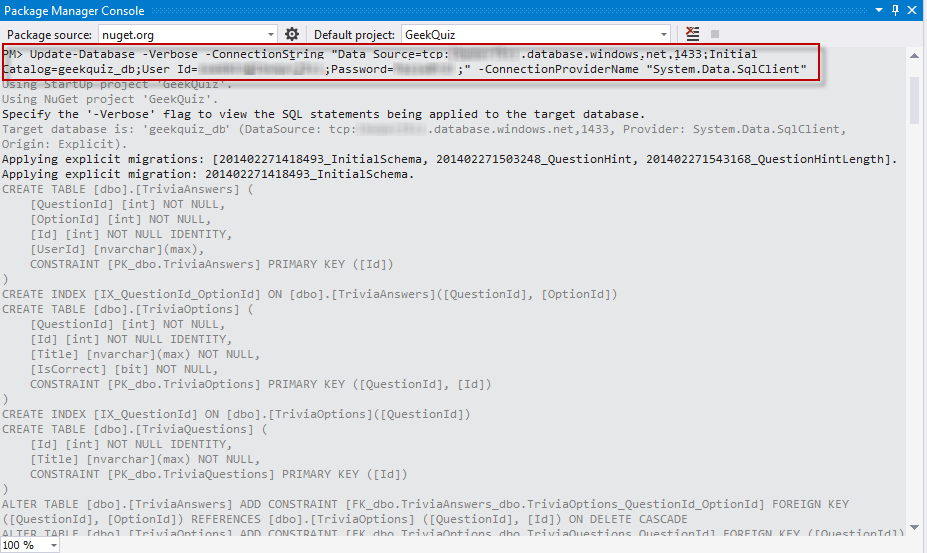 Package Manager Console
Package source: nuget.org Default project: GeekQuiz
PM> Update-Database -Verbose -ConnectionString "Data Source=tcp: .database.windows,net,1433;Initial
Catalog=geekquiz_db;User Id= ;Password= ;" -ConnectionProviderName "System.Data.SqlClient"
Using StartUp project 'GeekQuiz'.
Using NuGet project 'GeekQuiz'.
Specify the '-Verbose' flag to view the SQL statements being applied to the target database.
Target database is: 'geekquiz_db' (DataSource: tcp: .database.windows.net,1433, Provider: System.Data.SqlClient,
Origin: Explicit).
Applying explicit migrations: [201402271418493_InitialSchema, 201402271503248_QuestionHint, 201402271543168_QuestionHintLength].
Applying explicit migration: 201402271418493_InitialSchema.
CREATE TABLE [dbo].[TriviaAnswers] (
[QuestionId] [int] NOT NULL,
[OptionId] [int] NOT NULL,
[Id] [int] NOT NULL IDENTITY,
[UserId] [nvarchar](max),
CONSTRAINT [PK_dbo.TriviaAnswers] PRIMARY KEY ([Id])
)
CREATE INDEX [IX_QuestionId_OptionId] ON [dbo].[TriviaAnswers]([QuestionId], [OptionId])
CREATE TABLE [dbo].[TriviaOptions] (
[QuestionId] [int] NOT NULL,
[Id] [int] NOT NULL IDENTITY,
[Title] [nvarchar](max) NOT NULL,
[IsCorrect] [bit] NOT NULL,
CONSTRAINT [PK_dbo.TriviaOptions] PRIMARY KEY ([QuestionId], [Id])
)
CREATE INDEX [IX_QuestionId] ON [dbo].[TriviaOptions]([QuestionId])
CREATE TABLE [dbo].[TriviaQuestions] (
[Id] [int] NOT NULL IDENTITY,
[Title] [nvarchar](max) NOT NULL,
CONSTRAINT [PK_dbo.TriviaQuestions] PRIMARY KEY ([Id])
)
ALTER TABLE [dbo].[TriviaAnswers] ADD CONSTRAINT [FK_dbo.TriviaAnswers_dbo.TriviaOptions_QuestionId_OptionId] FOREIGN KEY
([QuestionId], [OptionId]) REFERENCES [dbo].[TriviaOptions] ([QuestionId], [Id]) ON DELETE CASCADE
ALTER TABLE [dbo].[TriviaOptions] ADD CONSTRAINT [FK_dbo.TriviaOptions_dbo.TriviaQuestions_QuestionId] FOREIGN KEY ([QuestionId])
100 %